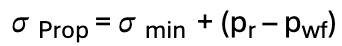 σ Prop = σ min + (pr – pwf)